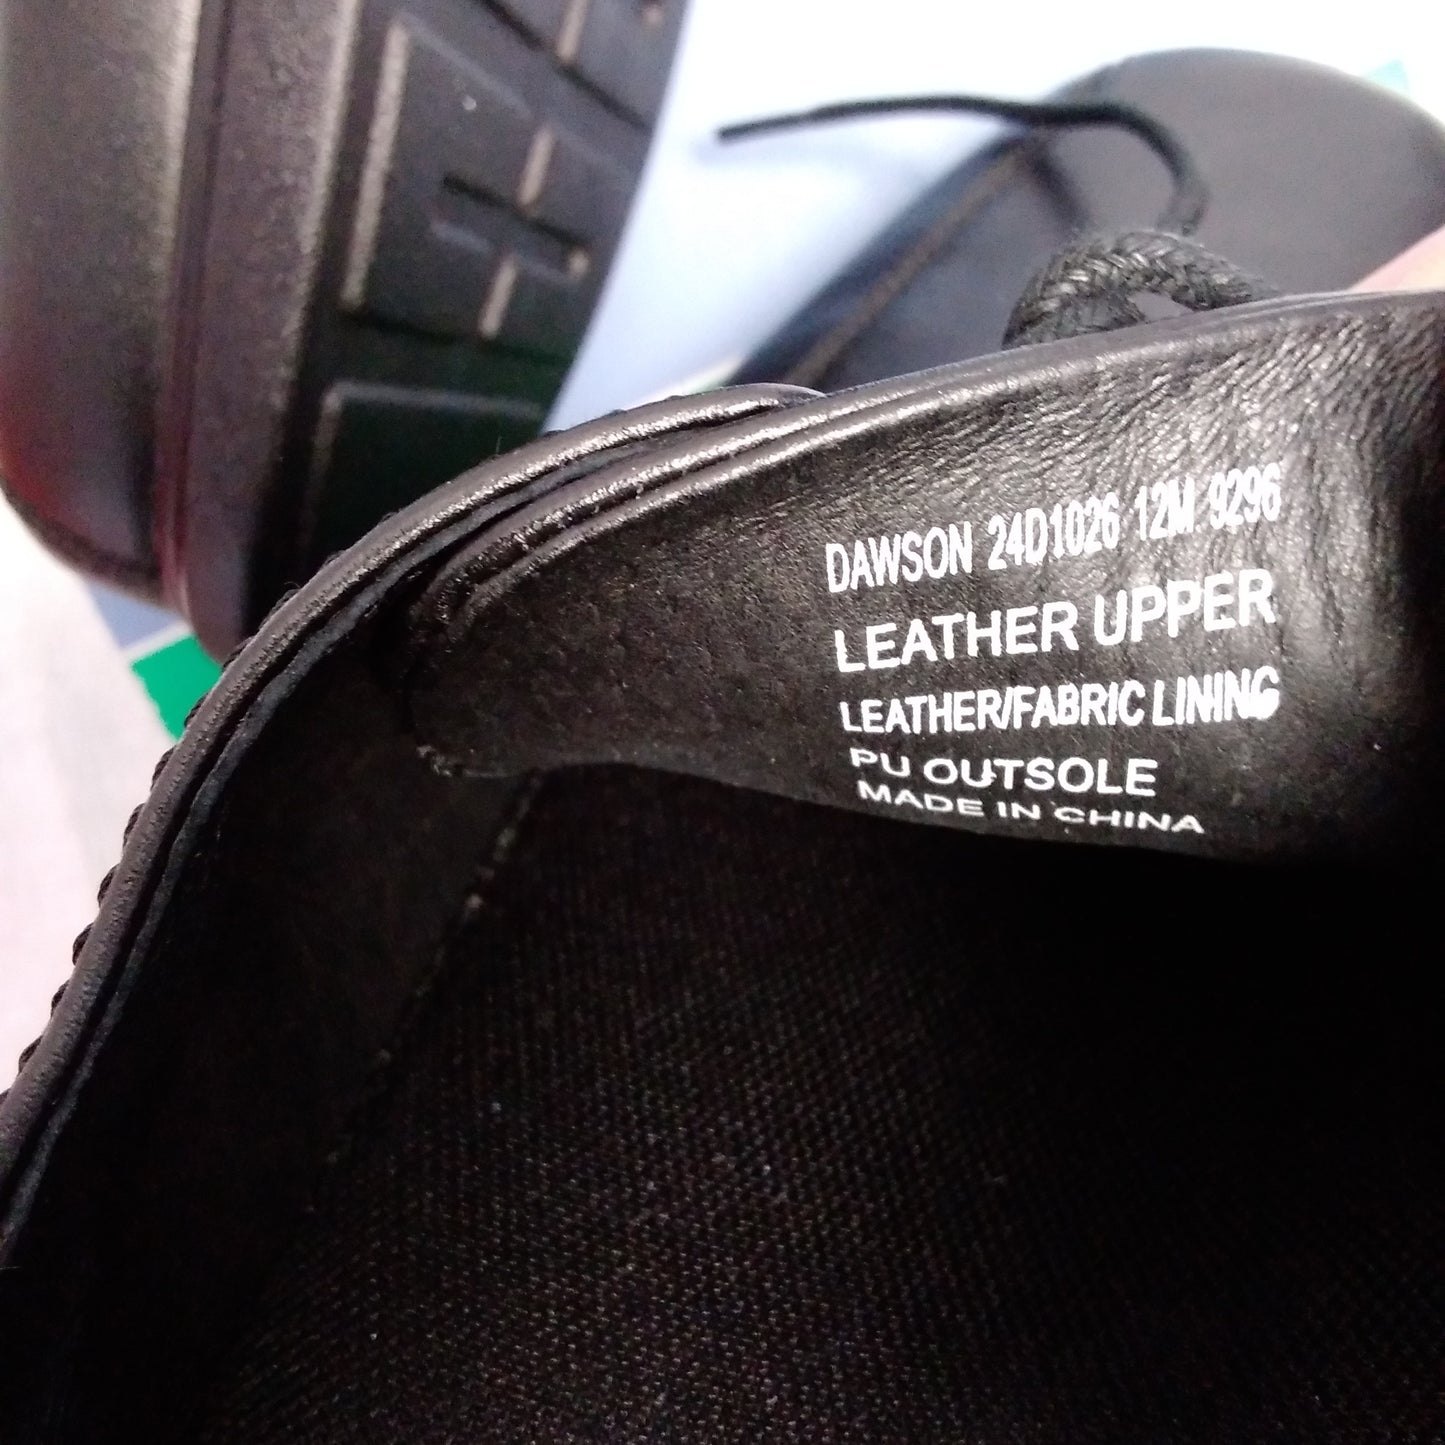 DAWSON 24D1026 12M 9296
LEATHER UPPER
LEATHER/FABRIC LINING
PU OUTSOLE
MADE IN CHINA